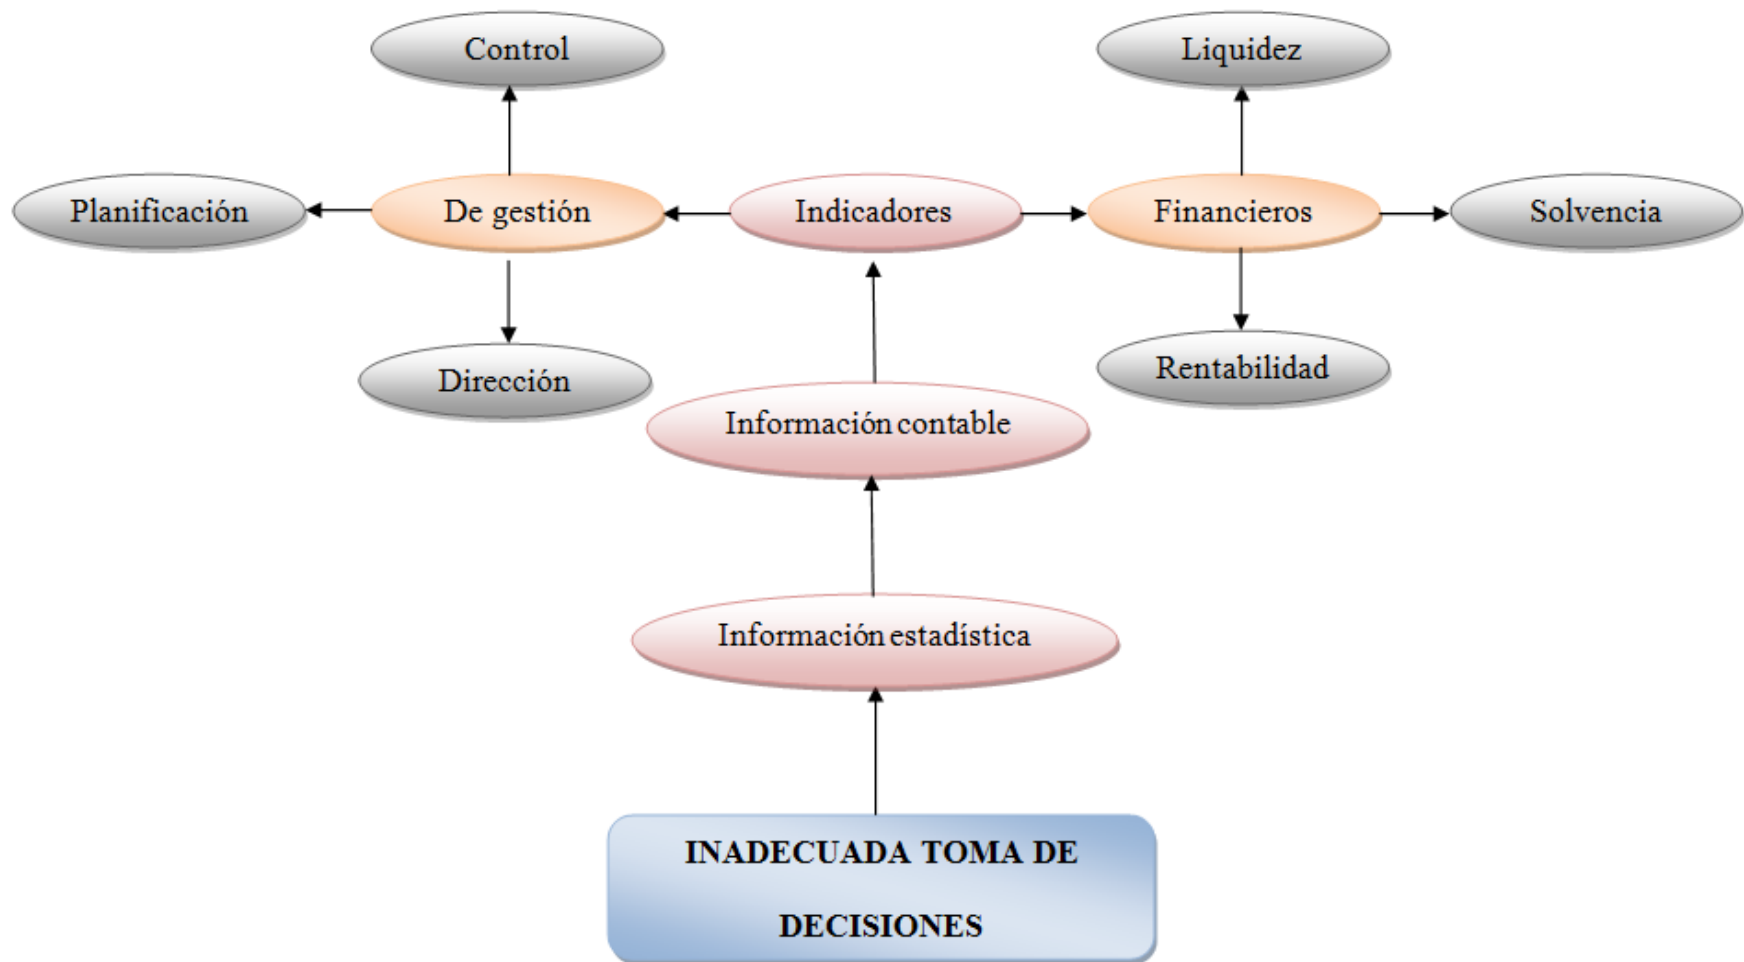 Control
Liquidez
Planificación
De gestión
Indicadores
Financieros
Solvencia
Dirección
Rentabilidad
Información contable
Información estadística
INADECUADA TOMA DE
DECISIONES